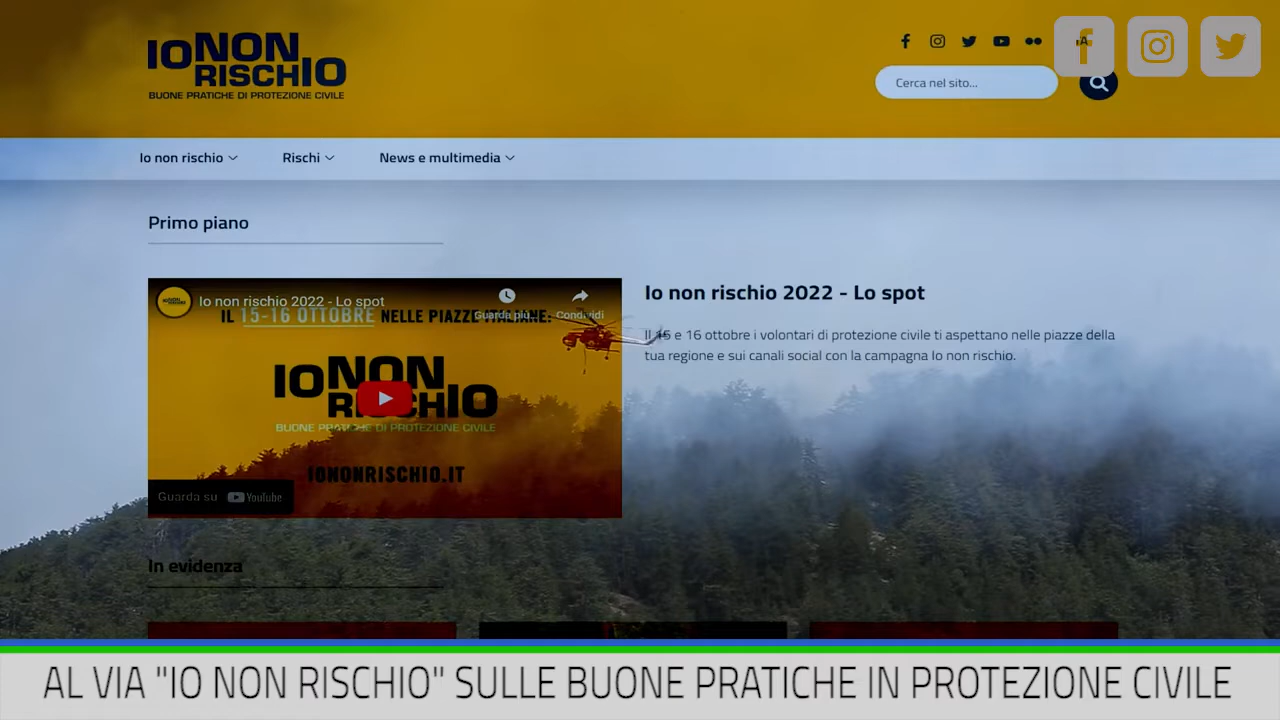 IO NON RISCHIO
BUONE PRATICHE DI PROTEZIONE CIVILE
Cerca nel sito...
Io non rischio
Rischi
News e multimedia
Primo piano
Io non rischio 2022 - Lo spot
Guarda più...
Condividi
IL 15-16 OTTOBRE NELLE PIAZZE ITALIANE:
IO NON RISCHIO
BUONE PRATICHE DI PROTEZIONE CIVILE
IONONRISCHIO.IT
Guarda su YouTube
Io non rischio 2022 - Lo spot
Il 15 e 16 ottobre i volontari di protezione civile ti aspettano nelle piazze della
tua regione e sui canali social con la campagna Io non rischio.
In evidenza
AL VIA "IO NON RISCHIO" SULLE BUONE PRATICHE IN PROTEZIONE CIVILE